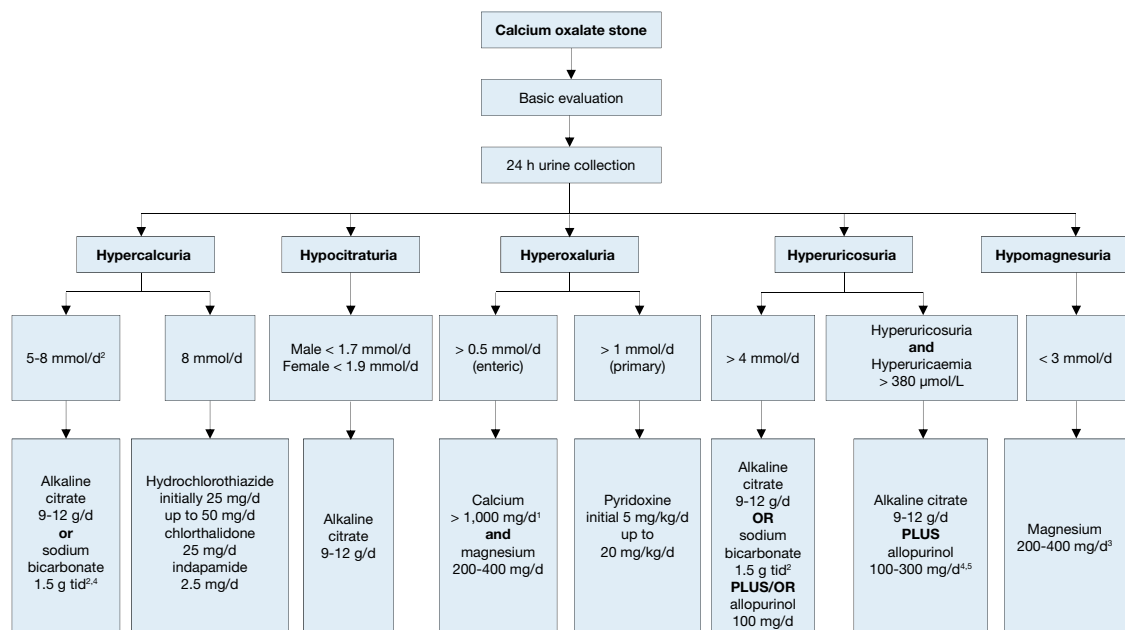 Calcium oxalate stone
Basic evaluation
24 h urine collection
Hypercalcuria
Hypocitraturia
Hyperoxaluria
Hyperuricosuria
Hypomagnesuria
5-8 mmol/d²
8 mmol/d
Male < 1.7 mmol/d
Female < 1.9 mmol/d
> 0.5 mmol/d
(enteric)
> 1 mmol/d
(primary)
> 4 mmol/d
Hyperuricosuria
and
Hyperuricaemia
> 380 µmol/L
< 3 mmol/d
Alkaline
citrate
9-12 g/d
or
sodium
bicarbonate
1.5 g tid²,⁴
Hydrochlorothiazide
initially 25 mg/d
up to 50 mg/d
chlorthalidone
25 mg/d
indapamide
2.5 mg/d
Alkaline
citrate
9-12 g/d
Calcium
> 1,000 mg/d¹
and
magnesium
200-400 mg/d
Pyridoxine
initial 5 mg/kg/d
up to
20 mg/kg/d
Alkaline
citrate
9-12 g/d
OR
sodium
bicarbonate
1.5 g tid²
PLUS/OR
allopurinol
100 mg/d
Alkaline citrate
9-12 g/d
PLUS
allopurinol
100-300 mg/d⁴,⁵
Magnesium
200-400 mg/d³